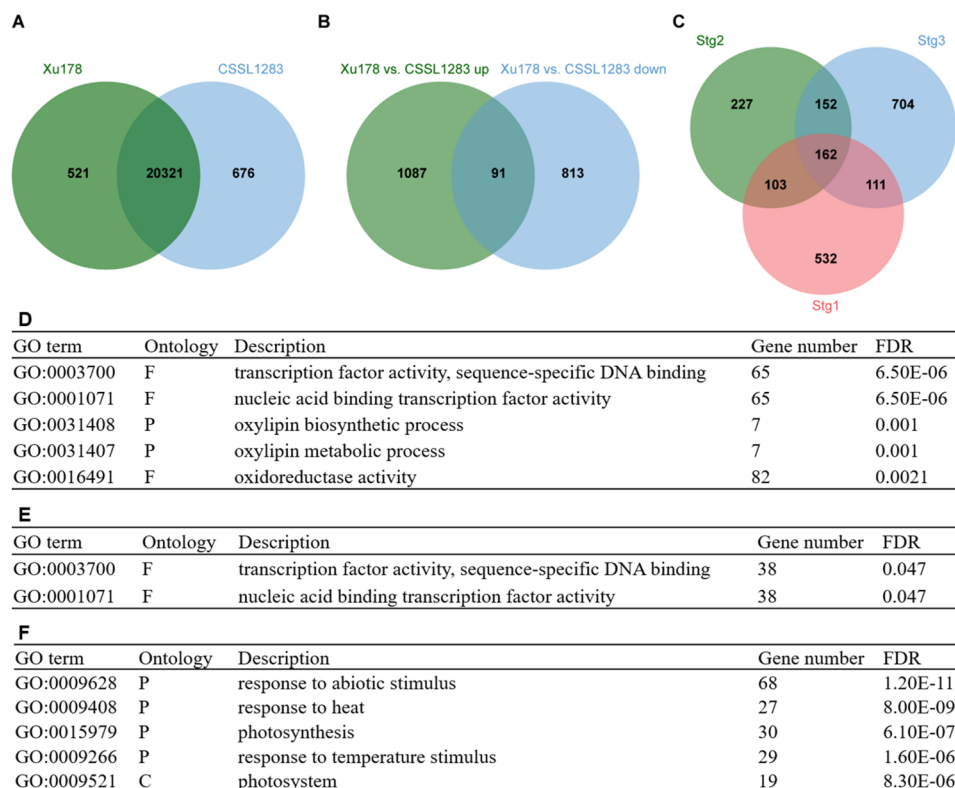 A
Xu178
CSSL1283
521
20321
676
B
Xu178 vs. CSSL1283 up
Xu178 vs. CSSL1283 down
1087
91
813
C
Stg2
Stg3
227
152
704
162
103
111
532
Stg1
D
GO term Ontology Description Gene number FDR
GO:0003700 F transcription factor activity, sequence-specific DNA binding 65 6.50E-06
GO:0001071 F nucleic acid binding transcription factor activity 65 6.50E-06
GO:0031408 P oxylipin biosynthetic process 7 0.001
GO:0031407 P oxylipin metabolic process 7 0.001
GO:0016491 F oxidoreductase activity 82 0.0021
E
GO term Ontology Description Gene number FDR
GO:0003700 F transcription factor activity, sequence-specific DNA binding 38 0.047
GO:0001071 F nucleic acid binding transcription factor activity 38 0.047
F
GO term Ontology Description Gene number FDR
GO:0009628 P response to abiotic stimulus 68 1.20E-11
GO:0009408 P response to heat 27 8.00E-09
GO:0015979 P photosynthesis 30 6.10E-07
GO:0009266 P response to temperature stimulus 29 1.60E-06
GO:0009521 C photosystem 19 8.30E-06